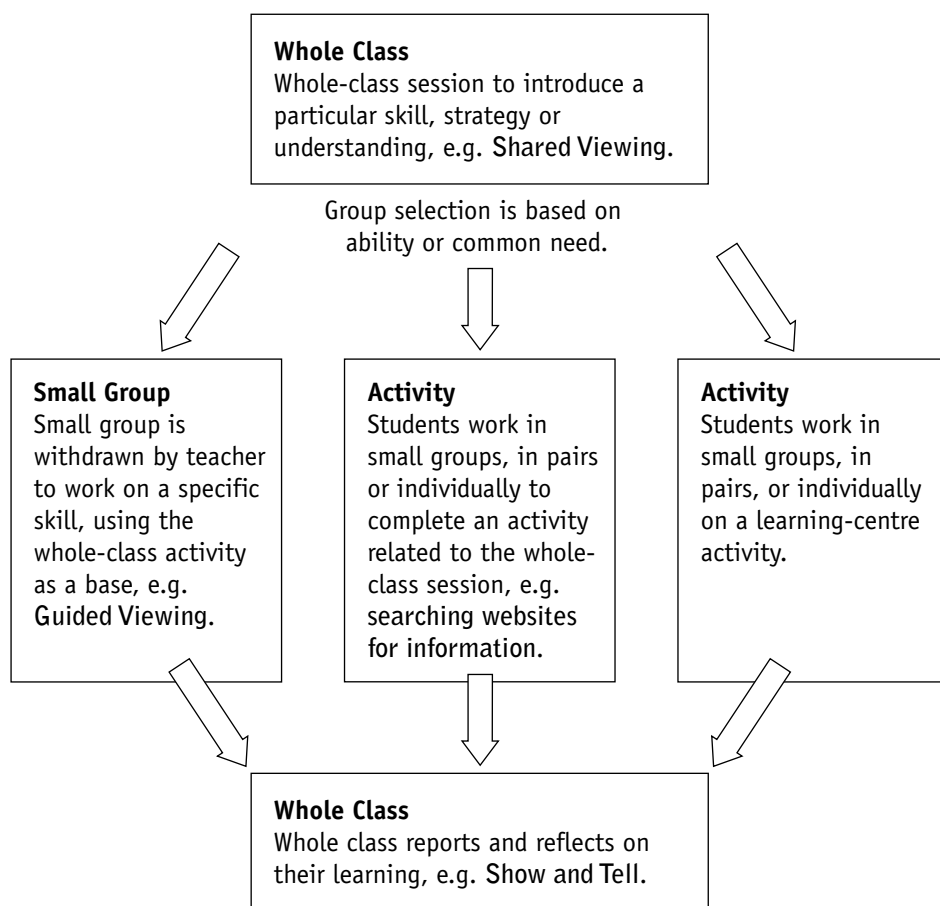 Whole Class
Whole-class session to introduce a
particular skill, strategy or
understanding, e.g. Shared Viewing.
Group selection is based on
ability or common need.
Small Group
Small group is
withdrawn by teacher
to work on a specific
skill, using the
whole-class activity
as a base, e.g.
Guided Viewing.
Activity
Students work in
small groups, in pairs
or individually to
complete an activity
related to the whole-
class session, e.g.
searching websites
for information.
Activity
Students work in
small groups, in
pairs, or individually
on a learning-centre
activity.
Whole Class
Whole class reports and reflects on
their learning, e.g. Show and Tell.